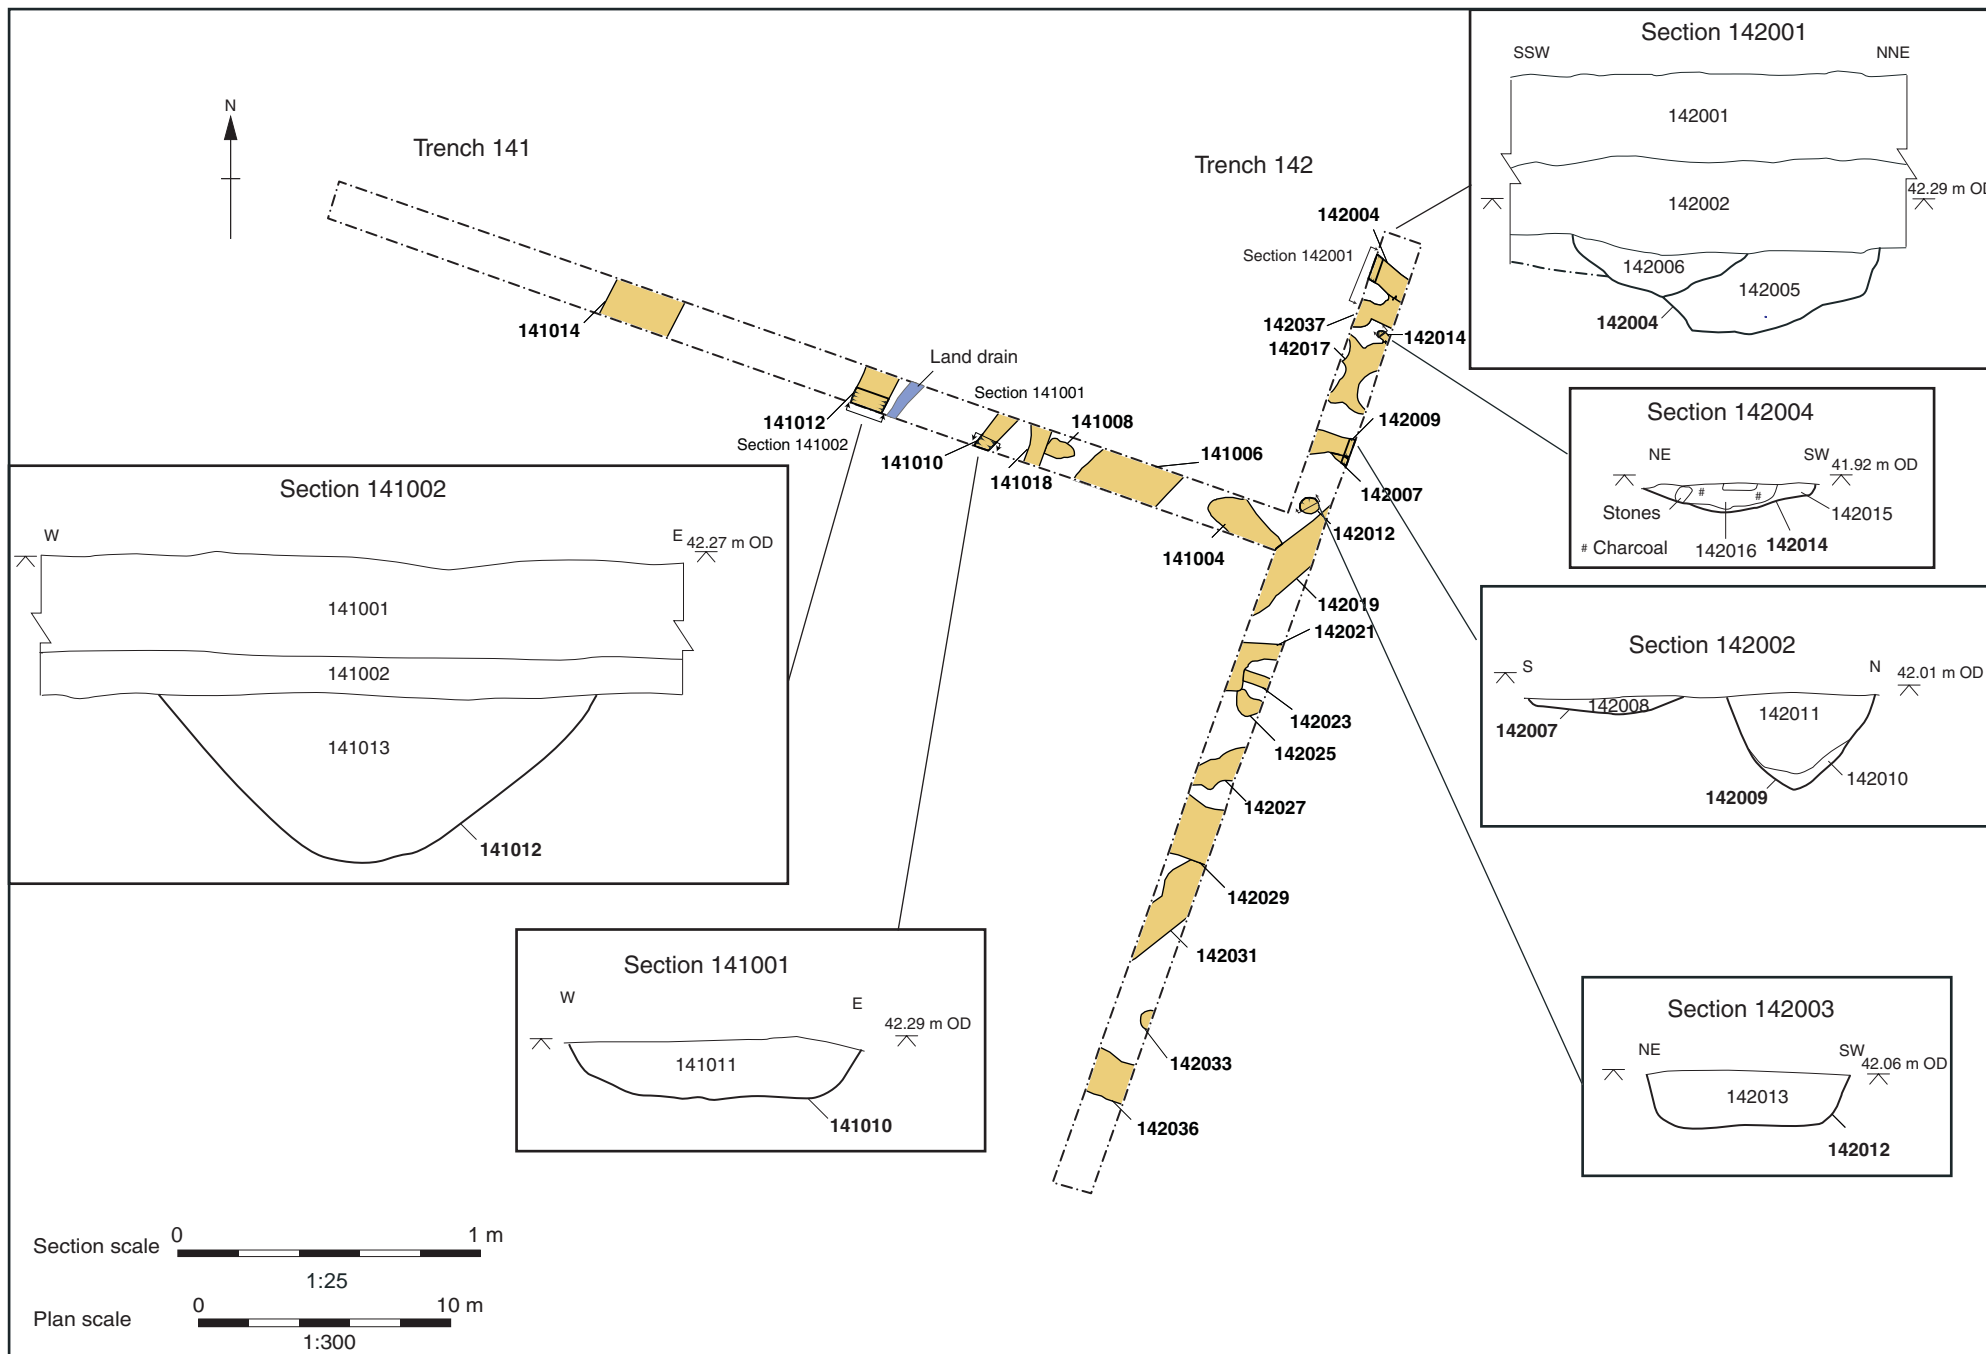 N
Trench 141
Trench 142
141014
141012
Section 141002
Land drain
Section 141001
141010
141018
141008
141006
141004
142004
Section 142001
142037
142017
142014
142009
142007
142012
142019
142021
142023
142025
142027
142029
142031
142033
142036
Section 142001
SSW
NNE
142001
142002
42.29 m OD
142006
142005
142004
Section 142004
NE
SW
41.92 m OD
Stones
#
#
142015
# Charcoal
142016
142014
Section 142002
S
N
42.01 m OD
142008
142011
142007
142010
142009
Section 142003
NE
SW
42.06 m OD
142013
142012
Section 141002
W
E
42.27 m OD
141001
141002
141013
141012
Section 141001
W
E
42.29 m OD
141011
141010
Section scale
0
1 m
1:25
Plan scale
0
10 m
1:300